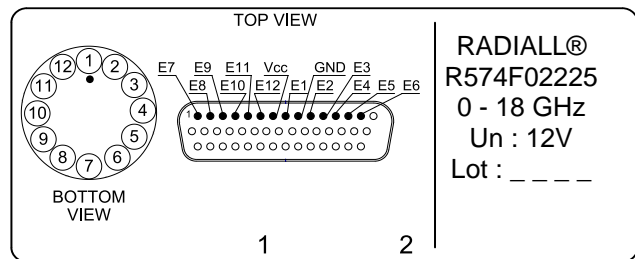 TOP VIEW
E7 E9 E11 Vcc GND E3
E8 E10 E12 E1 E2 E4 E5 E6
1
12 1 2
11 3
10 4
9 5
8 7 6
BOTTOM
VIEW
1 2
RADIALL®
R574F02225
0 - 18 GHz
Un : 12V
Lot : _ _ _ _